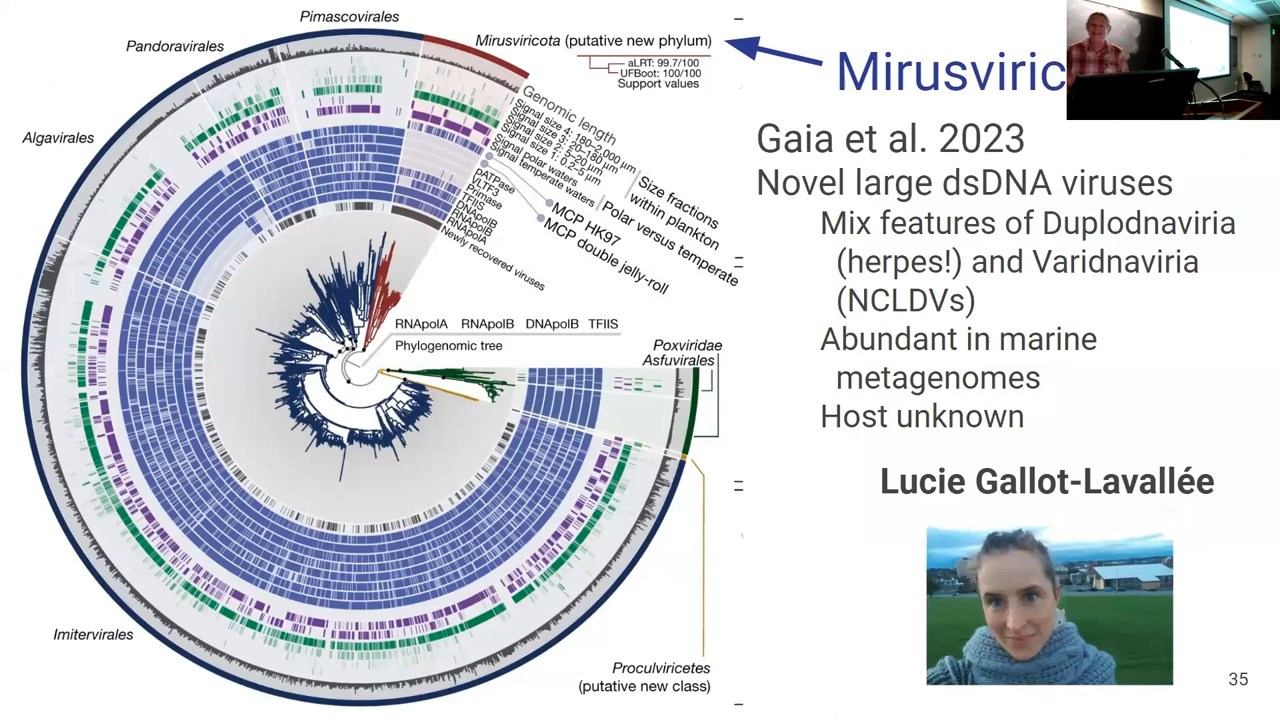 Pimascovirales
Pandoravirales
Mirusviricota (putative new phylum)
aLRT: 99.7/100
UFBoot: 100/100
Support values
Mirusviric
Algavirales
Genomic length
Signal size 4: 180–2,000 μm
Signal size 3: 20–180 μm
Signal size 2: 5–20 μm
Signal size 1: 0.2–5 μm
Signal polar waters
Signal temperate waters
Size fractions
within plankton
Polar versus temperate
pATPase
VLTF3
Primase
TFIIS
DNApolB
RNApolB
RNApolA
Newly recovered viruses
MCP HK97
MCP double jelly-roll
RNApolA RNApolB DNApolB TFIIS
Phylogenomic tree
Poxviridae
Asfuvirales
Imitervirales
Proculviricetes
(putative new class)
Gaia et al. 2023
Novel large dsDNA viruses
Mix features of Duplodnaviria
(herpes!) and Varidnaviria
(NCLDVs)
Abundant in marine
metagenomes
Host unknown
Lucie Gallot-Lavallée
35